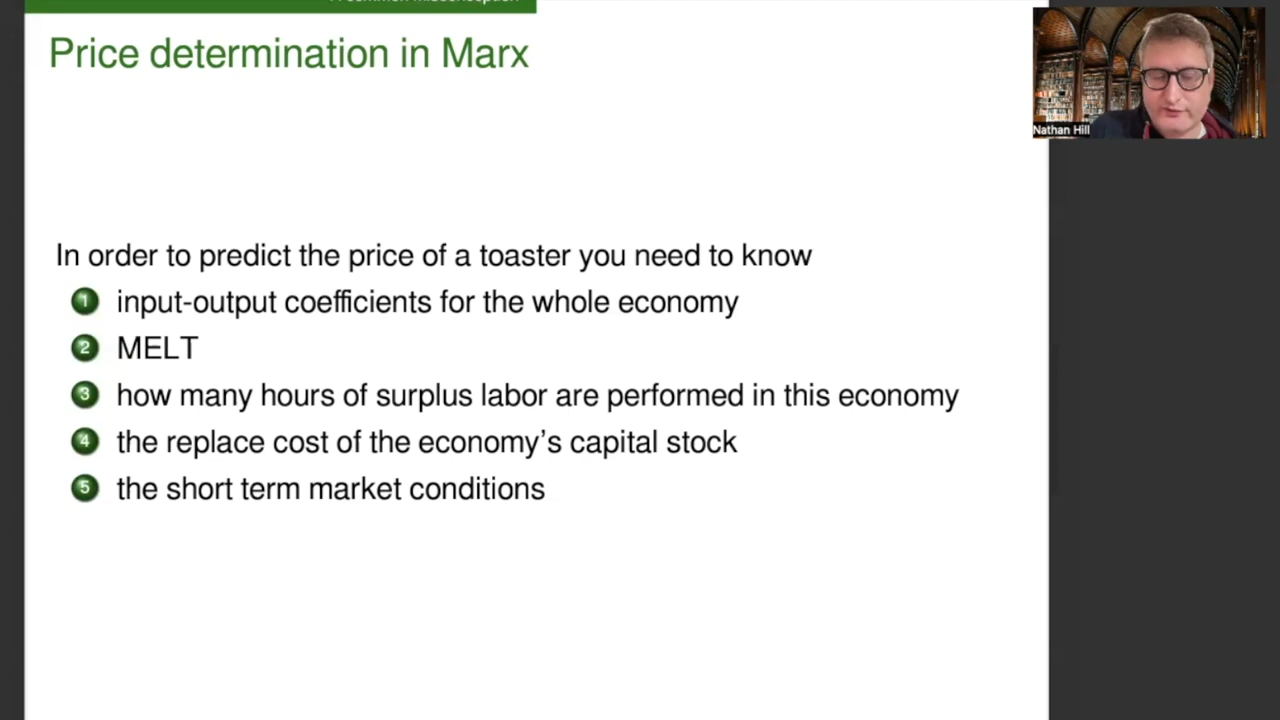 Price determination in Marx
Nathan Hill
In order to predict the price of a toaster you need to know
1 input-output coefficients for the whole economy
2 MELT
3 how many hours of surplus labor are performed in this economy
4 the replace cost of the economy's capital stock
5 the short term market conditions